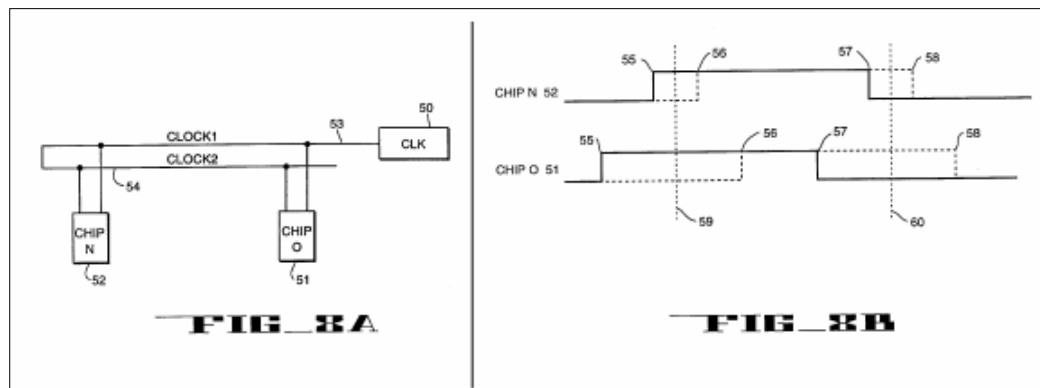 50
53
CLOCK1
CLK
CLOCK2
54
CHIP
N
CHIP
O
52
51
FIG_8A
55
56
57
58
CHIP N 52
55
56
57
58
CHIP O 51
59
60
FIG_8B